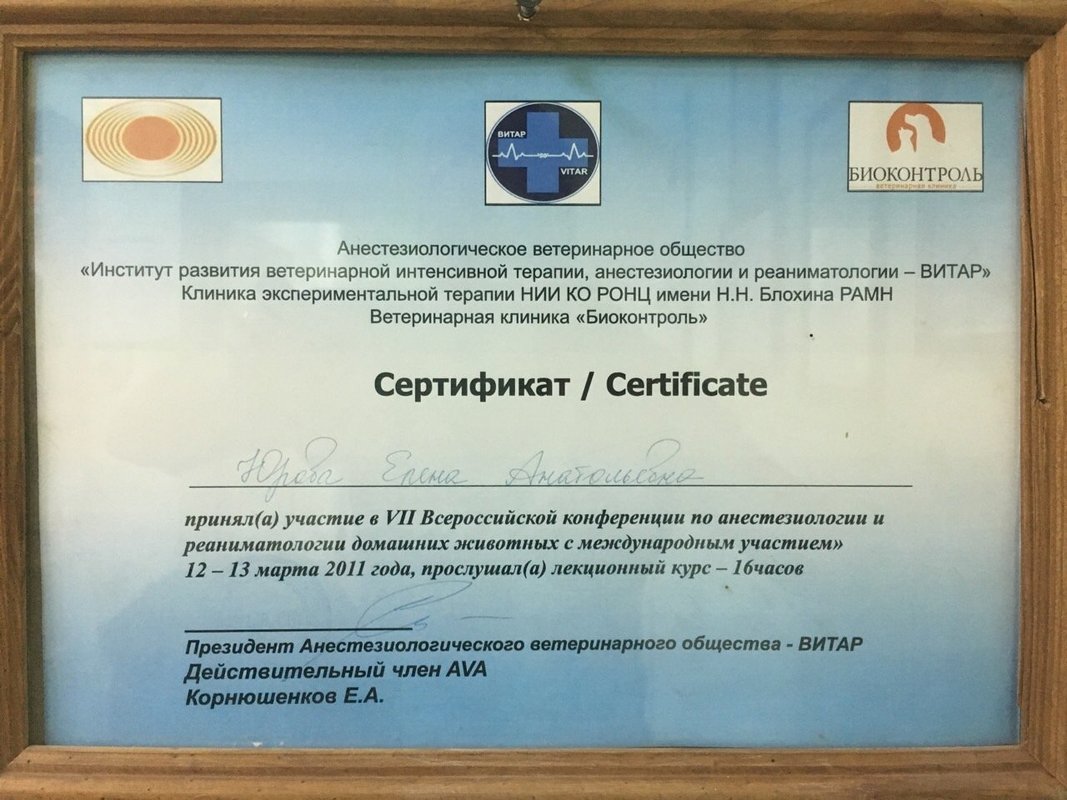 ВИТАР
VITAR
БИОКОНТРОЛЬ
ветеринарная клиника
Анестезиологическое ветеринарное общество
«Институт развития ветеринарной интенсивной терапии, анестезиологии и реаниматологии – ВИТАР»
Клиника экспериментальной терапии НИИ КО РОНЦ имени Н.Н. Блохина РАМН
Ветеринарная клиника «Биоконтроль»
Сертификат / Certificate
Юрова Елена Анатольевна
принял(а) участие в VII Всероссийской конференции по анестезиологии и
реаниматологии домашних животных с международным участием»
12 – 13 марта 2011 года, прослушал(а) лекционный курс – 16часов
Президент Анестезиологического ветеринарного общества - ВИТАР
Действительный член AVA
Корнюшенков Е.А.